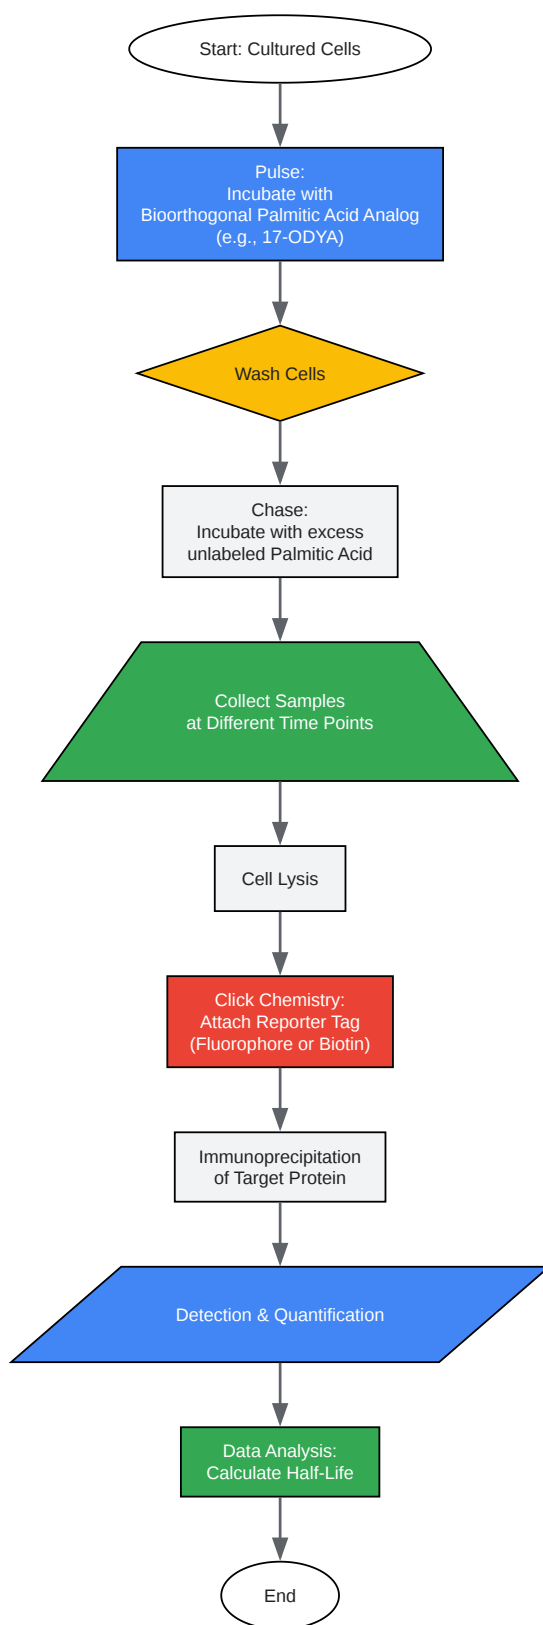 Start: Cultured Cells
Pulse:
Incubate with
Bioorthogonal Palmitic Acid Analog
(e.g., 17-ODYA)
Wash Cells
Chase:
Incubate with excess
unlabeled Palmitic Acid
Collect Samples
at Different Time Points
Cell Lysis
Click Chemistry:
Attach Reporter Tag
(Fluorophore or Biotin)
Immunoprecipitation
of Target Protein
Detection & Quantification
Data Analysis:
Calculate Half-Life
End